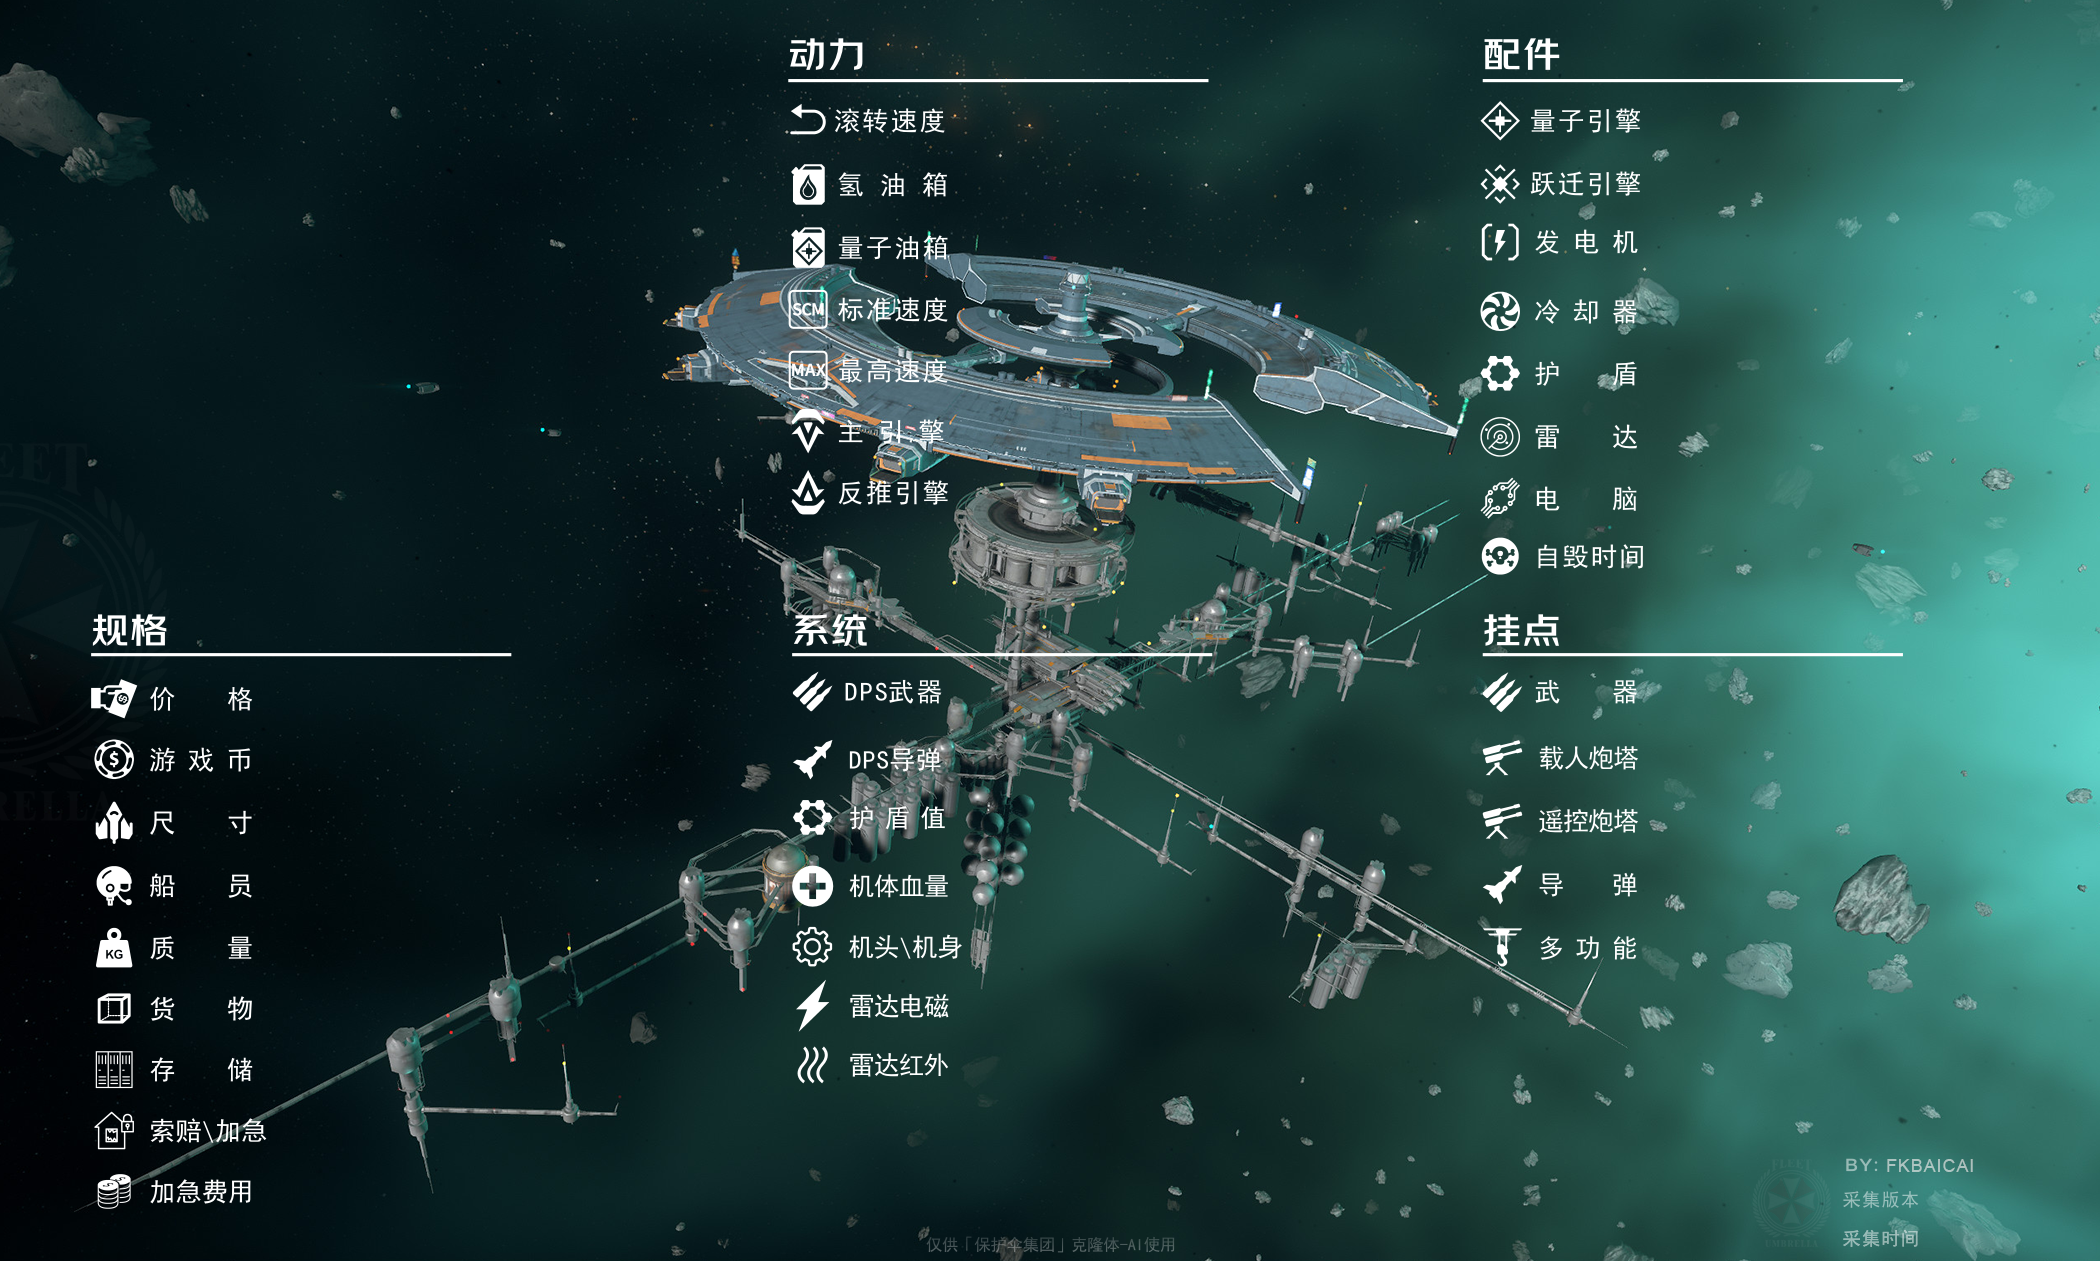 动力
滚转速度
氢油箱
量子油箱
SCM 标准速度
MAX 最高速度
主引擎
反推引擎
配件
量子引擎
跃迁引擎
发电机
冷却器
护盾
雷达
电脑
自毁时间
规格
价格
游戏币
尺寸
船员
KG 质量
货物
存储
索赔\加急
加急费用
系统
DPS武器
DPS导弹
护盾值
机体血量
机头\机身
雷达电磁
雷达红外
挂点
武器
载人炮塔
遥控炮塔
导弹
多功能
BY: FKBAICAI
采集版本
采集时间
仅供「保护伞集团」克隆体-AI使用
FLEET
UMBRELLA